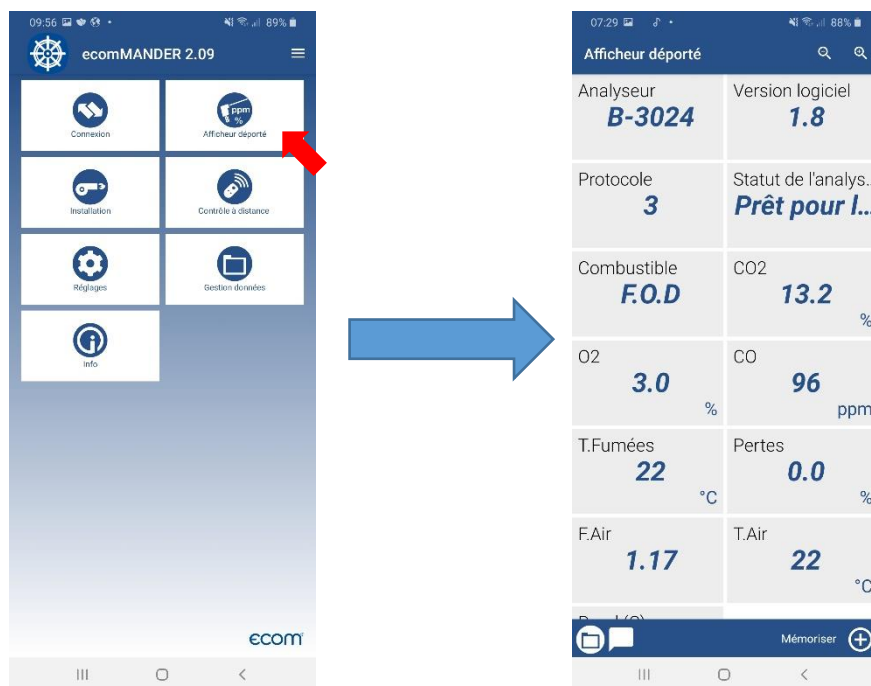 09:56
89%
ecomMANDER 2.09
Connexion
ppm
%
Afficheur déporté
Installation
Contrôle à distance
Réglages
Gestion données
Info
ecom
07:29
88%
Afficheur déporté
Analyseur
B-3024
Version logiciel
1.8
Protocole
3
Statut de l'analys...
Prêt pour l...
Combustible
F.O.D
CO2
13.2
%
O2
3.0
%
CO
96
ppm
T.Fumées
22
°C
Pertes
0.0
%
F.Air
1.17
T.Air
22
°C
Mémoriser